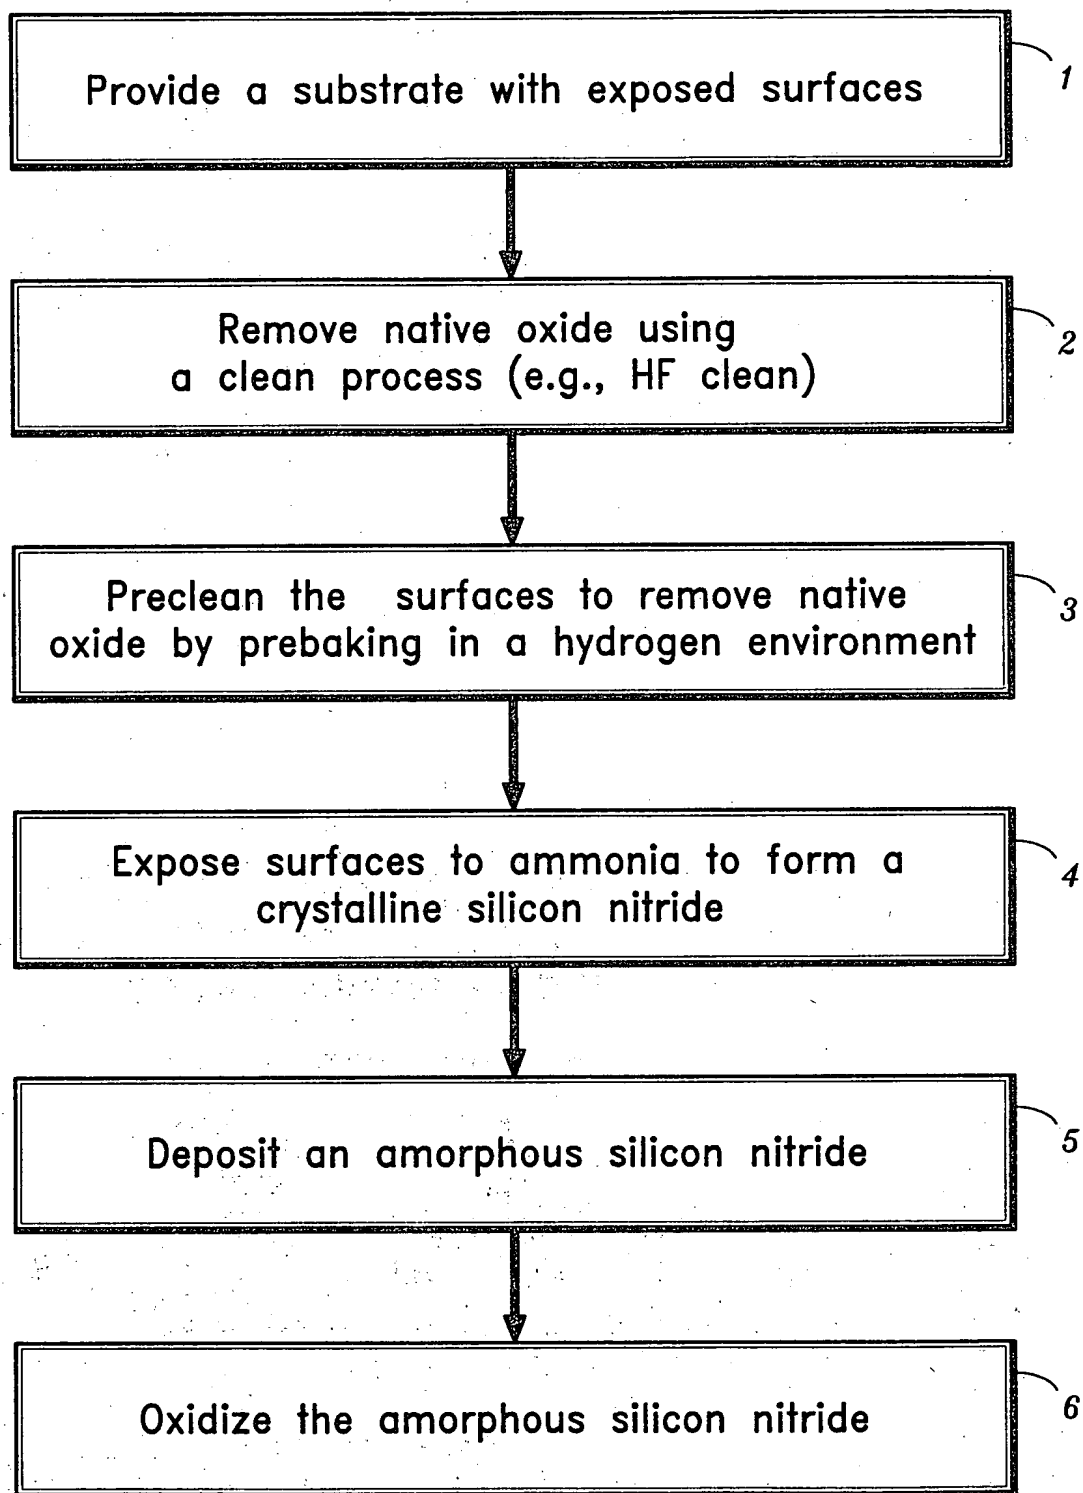 Provide a substrate with exposed surfaces
1
Remove native oxide using
a clean process (e.g., HF clean)
2
Preclean the surfaces to remove native
oxide by prebaking in a hydrogen environment
3
Expose surfaces to ammonia to form a
crystalline silicon nitride
4
Deposit an amorphous silicon nitride
5
Oxidize the amorphous silicon nitride
6